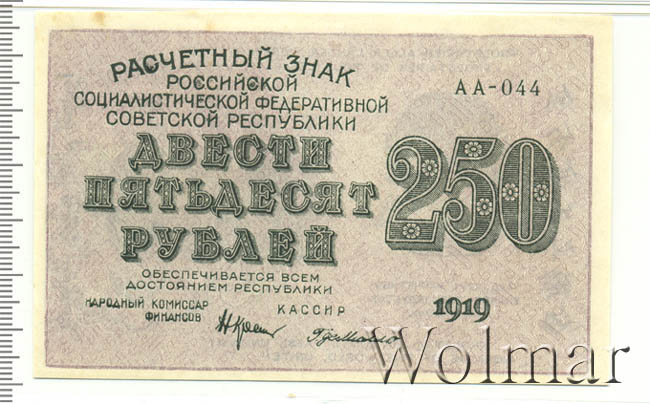 РАСЧЕТНЫЙ ЗНАК
РОССИЙСКОЙ
СОЦИАЛИСТИЧЕСКОЙ ФЕДЕРАТИВНОЙ
СОВЕТСКОЙ РЕСПУБЛИКИ
АА-044
ДВЕСТИ
ПЯТЬДЕСЯТ
РУБЛЕЙ
250
ОБЕСПЕЧИВАЕТСЯ ВСЕМ
ДОСТОЯНИЕМ РЕСПУБЛИКИ
НАРОДНЫЙ КОМИССАР
ФИНАНСОВ
КАССИР
1919
Wolmar